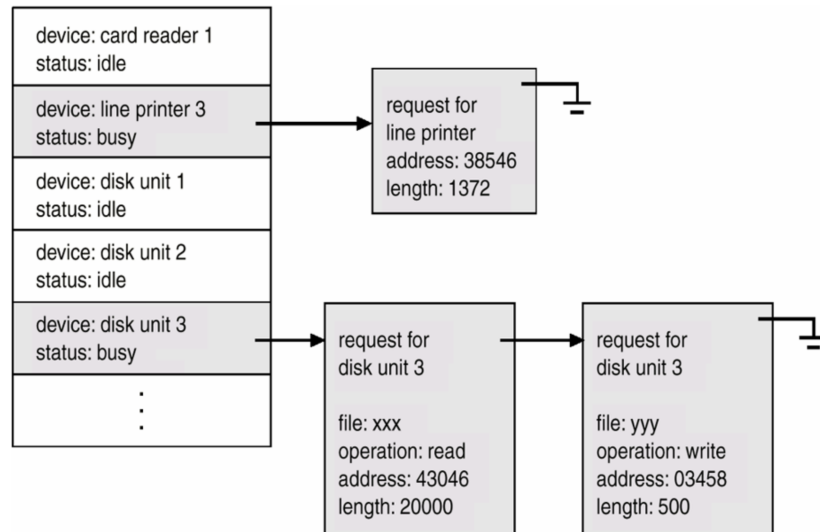 device: card reader 1
status: idle
device: line printer 3
status: busy
device: disk unit 1
status: idle
device: disk unit 2
status: idle
device: disk unit 3
status: busy
request for
line printer
address: 38546
length: 1372
request for
disk unit 3
file: xxx
operation: read
address: 43046
length: 20000
request for
disk unit 3
file: yyy
operation: write
address: 03458
length: 500